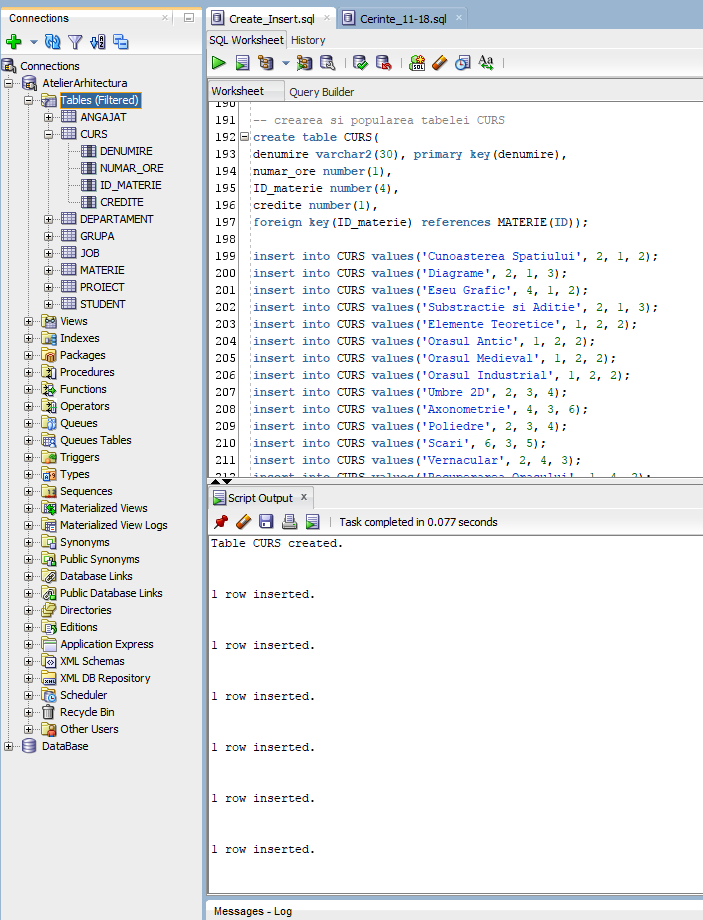 Connections
Connections
AtelierArhitectura
Tables (Filtered)
ANGAJAT
CURS
DENUMIRE
NUMAR_ORE
ID_MATERIE
CREDITE
DEPARTAMENT
GRUPA
JOB
MATERIE
PROIECT
STUDENT
Views
Indexes
Packages
Procedures
Functions
Operators
Queues
Queues Tables
Triggers
Types
Sequences
Materialized Views
Materialized View Logs
Synonyms
Public Synonyms
Database Links
Public Database Links
Directories
Editions
Application Express
XML Schemas
XML DB Repository
Scheduler
Recycle Bin
Other Users
DataBase
Create_Insert.sql
Cerinte_11-18.sql
SQL Worksheet History
Worksheet Query Builder
190
191 -- crearea si popularea tabelei CURS
192 create table CURS(
193 denumire varchar2(30), primary key(denumire),
194 numar_ore number(1),
195 ID_materie number(4),
196 credite number(1),
197 foreign key(ID_materie) references MATERIE(ID));
198
199 insert into CURS values('Cunoasterea Spatiului', 2, 1, 2);
200 insert into CURS values('Diagrame', 2, 1, 3);
201 insert into CURS values('Eseu Grafic', 4, 1, 2);
202 insert into CURS values('Substractie si Aditie', 2, 1, 3);
203 insert into CURS values('Elemente Teoretice', 1, 2, 2);
204 insert into CURS values('Orasul Antic', 1, 2, 2);
205 insert into CURS values('Orasul Medieval', 1, 2, 2);
206 insert into CURS values('Orasul Industrial', 1, 2, 2);
207 insert into CURS values('Umbre 2D', 2, 3, 4);
208 insert into CURS values('Axonometrie', 4, 3, 6);
209 insert into CURS values('Poliedre', 2, 3, 4);
210 insert into CURS values('Scari', 6, 3, 5);
211 insert into CURS values('Vernacular', 2, 4, 3);
212 insert into CURS values('Recuperarea Orasului', 1, 4, 2);
Script Output
Task completed in 0.077 seconds
Table CURS created.
1 row inserted.
1 row inserted.
1 row inserted.
1 row inserted.
1 row inserted.
1 row inserted.
Messages - Log